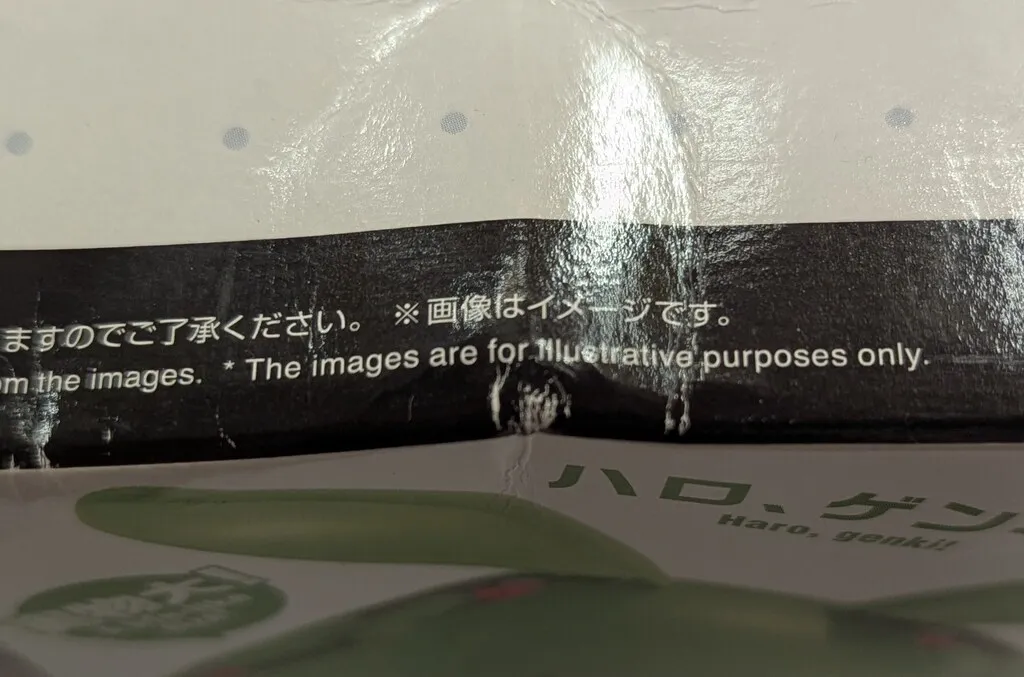 ますのでご了承ください。 ※画像はイメージです。
the images. * The images are for illustrative purposes only.
ハロ、ゲン
Haro, genki!